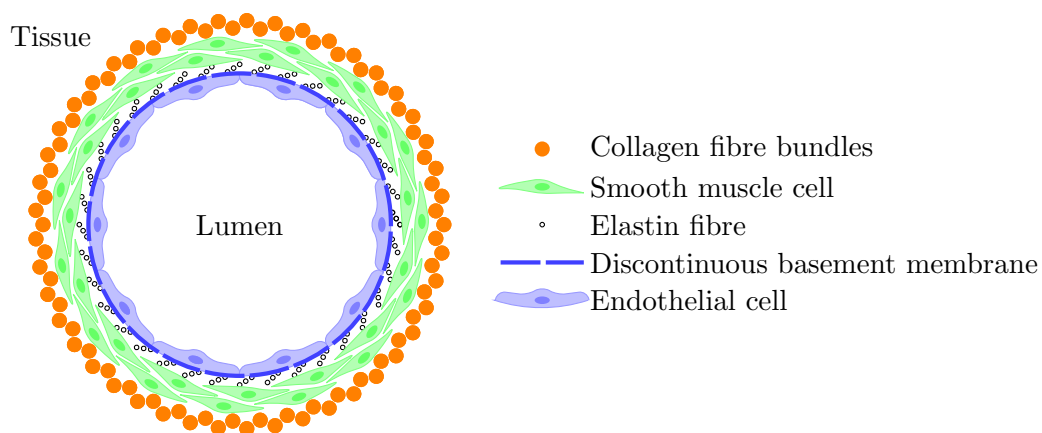 Tissue
Lumen
Collagen fibre bundles
Smooth muscle cell
Elastin fibre
Discontinuous basement membrane
Endothelial cell